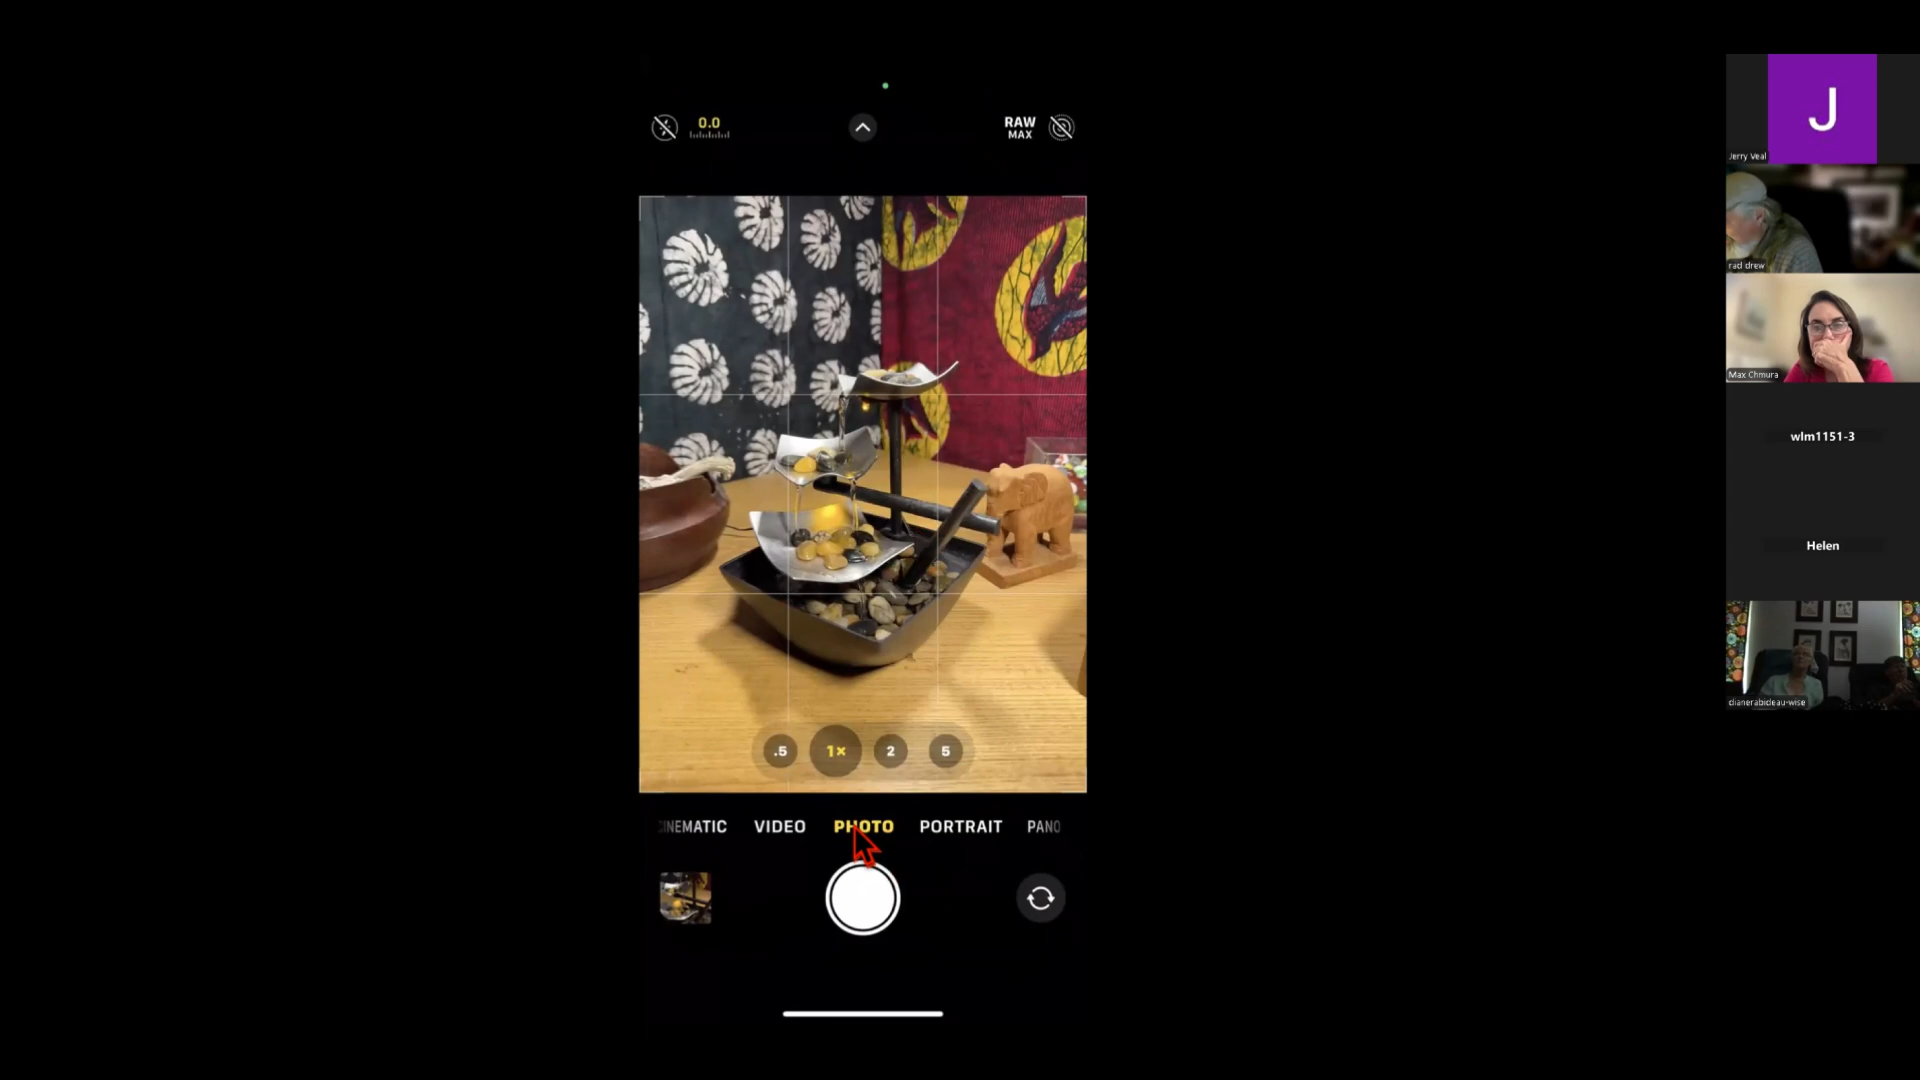 0.0
RAW
MAX
.5 1× 2 5
INEMATIC VIDEO PHOTO PORTRAIT PANO
J
Jerry Veal
rad drew
Max Chmura
wlm1151-3
Helen
dianerabideau-wise